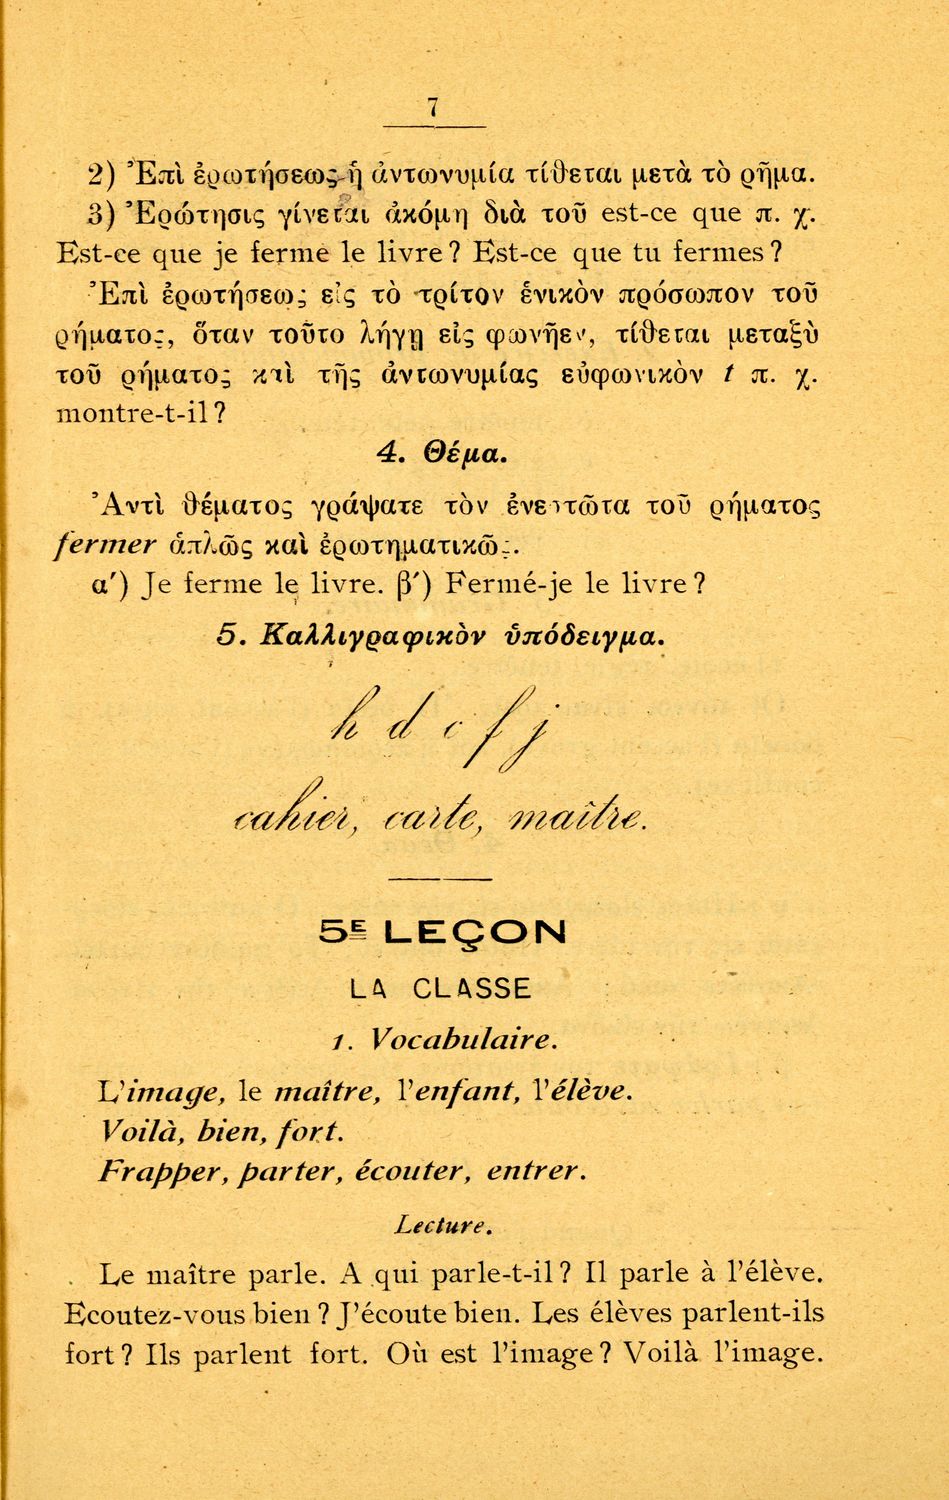 7
2) Ἐπὶ ἐρωτήσεως ἡ ἀντωνυμία τίθεται μετὰ τὸ ρῆμα.
3) Ἐρώτησις γίνεται ἀκόμη διὰ τοῦ est-ce que π. χ.
Est-ce que je ferme le livre? Est-ce que tu fermes?
Ἐπὶ ἐρωτήσεως εἰς τὸ τρίτον ἑνικὸν πρόσωπον τοῦ
ρήματος, ὅταν τοῦτο λήγῃ εἰς φωνῆεν, τίθεται μεταξὺ
τοῦ ρήματος καὶ τῆς ἀντωνυμίας εὐφωνικὸν t π. χ.
montre-t-il?
4. Θέμα.
Ἀντὶ θέματος γράψατε τὸν ἐνεστῶτα τοῦ ρήματος
fermer ἁπλῶς καὶ ἐρωτηματικῶς.
α′) Je ferme le livre. β′) Fermé-je le livre?
5. Καλλιγραφικὸν ὑπόδειγμα.
h d c f j
cahier, carte, maître.
5E LEÇON
LA CLASSE
1. Vocabulaire.
L'image, le maître, l'enfant, l'élève.
Voilà, bien, fort.
Frapper, parter, écouter, entrer.
Lecture.
Le maître parle. A qui parle-t-il? Il parle à l'élève.
Ecoutez-vous bien? J'écoute bien. Les élèves parlent-ils
fort? Ils parlent fort. Où est l'image? Voilà l'image.